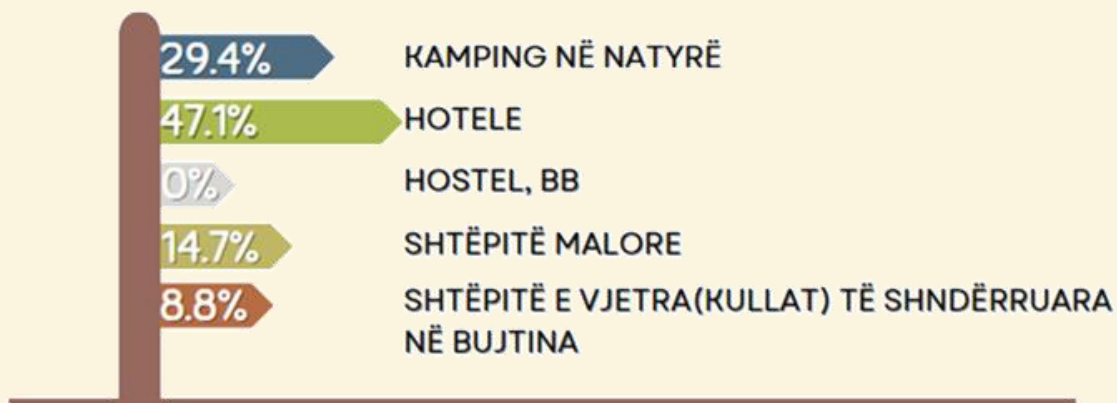 29.4% KAMPING NË NATYRË
47.1% HOTELE
0% HOSTEL, BB
14.7% SHTËPITË MALORE
8.8% SHTËPITË E VJETRA(KULLAT) TË SHNDËRRUARA
NË BUJTINA